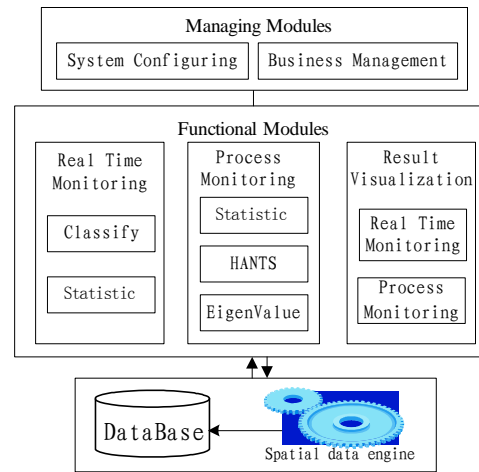 Managing Modules
System Configuring
Business Management
Functional Modules
Real Time
Monitoring
Classify
Statistic
Process
Monitoring
Statistic
HANTS
EigenValue
Result
Visualization
Real Time
Monitoring
Process
Monitoring
DataBase
Spatial data engine